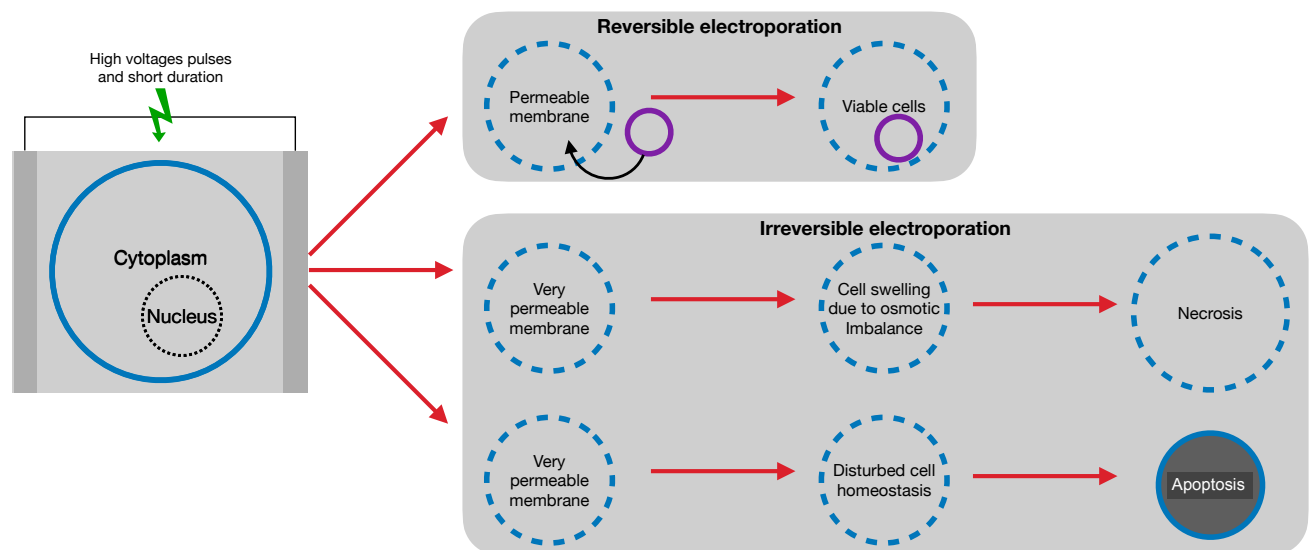 High voltages pulses
and short duration
Cytoplasm
Nucleus
Reversible electroporation
Permeable
membrane
Viable cells
Irreversible electroporation
Very
permeable
membrane
Cell swelling
due to osmotic
Imbalance
Necrosis
Very
permeable
membrane
Disturbed cell
homeostasis
Apoptosis